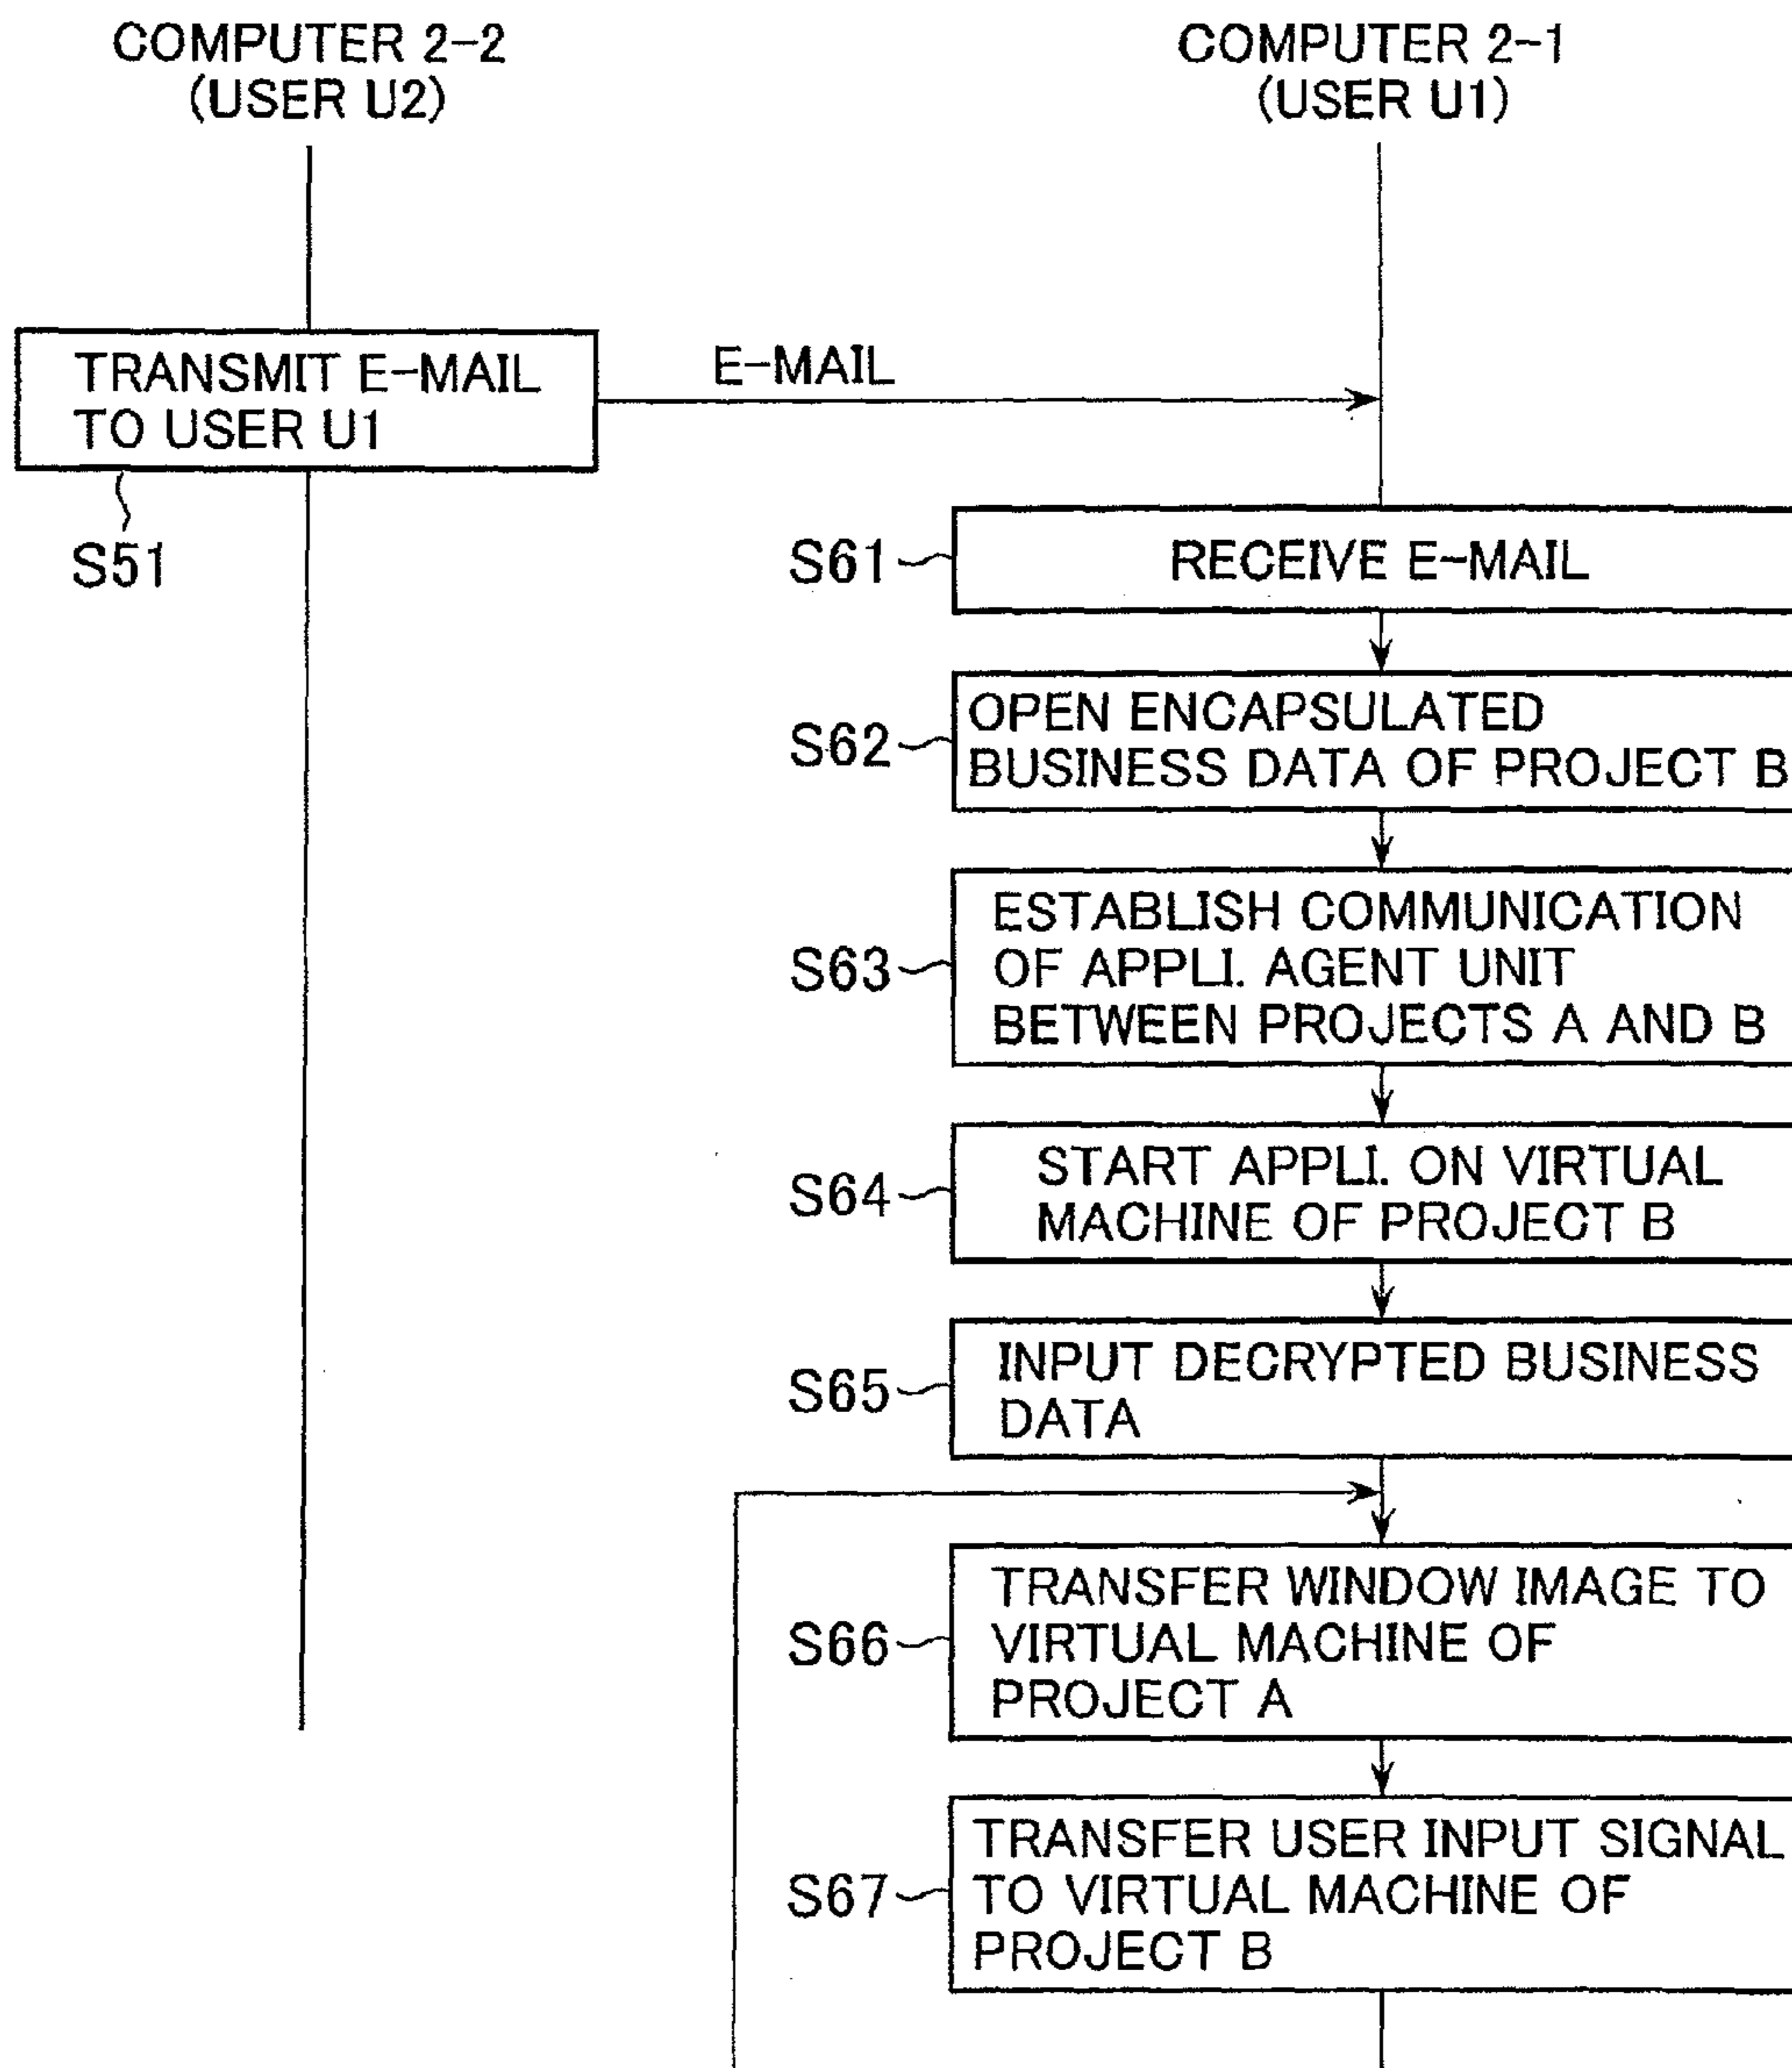 COMPUTER 2-2
(USER U2)
COMPUTER 2-1
(USER U1)
TRANSMIT E-MAIL
TO USER U1
E-MAIL
S51
S61
RECEIVE E-MAIL
S62
OPEN ENCAPSULATED
BUSINESS DATA OF PROJECT B
S63
ESTABLISH COMMUNICATION
OF APPLI. AGENT UNIT
BETWEEN PROJECTS A AND B
S64
START APPLI. ON VIRTUAL
MACHINE OF PROJECT B
S65
INPUT DECRYPTED BUSINESS
DATA
S66
TRANSFER WINDOW IMAGE TO
VIRTUAL MACHINE OF
PROJECT A
S67
TRANSFER USER INPUT SIGNAL
TO VIRTUAL MACHINE OF
PROJECT B